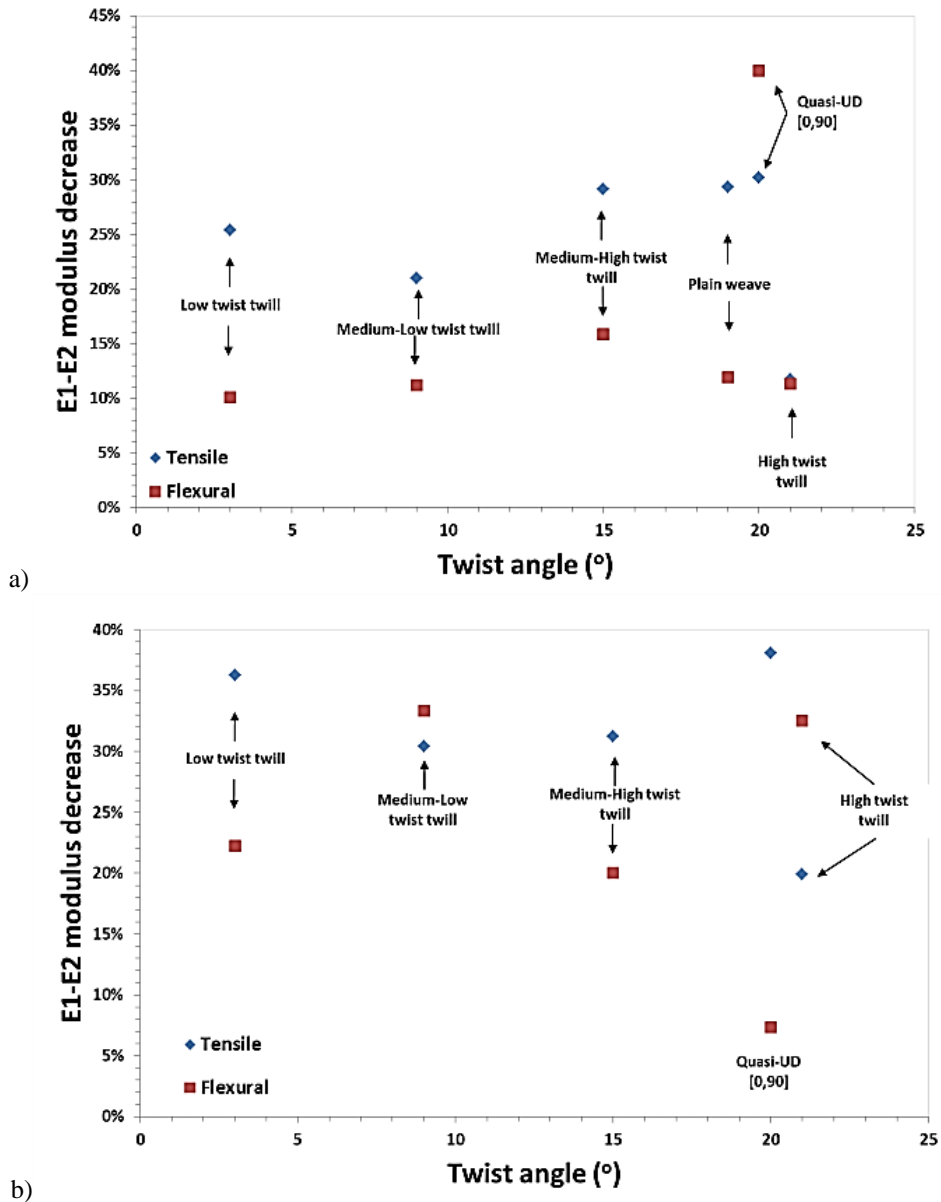 45%
40%
35%
30%
25%
20%
15%
10%
5%
0%
E1-E2 modulus decrease
Quasi-UD
[0,90]
Medium-High twist
twill
Plain weave
Low twist twill
Medium-Low twist twill
High twist
twill
Tensile
Flexural
0 5 10 15 20 25
Twist angle (º)
a)
40%
35%
30%
25%
20%
15%
10%
5%
0%
E1-E2 modulus decrease
Low twist twill
Medium-Low
twist twill
Medium-High twist
twill
High twist
twill
Tensile
Flexural
Quasi-UD
[0,90]
0 5 10 15 20 25
Twist angle (º)
b)